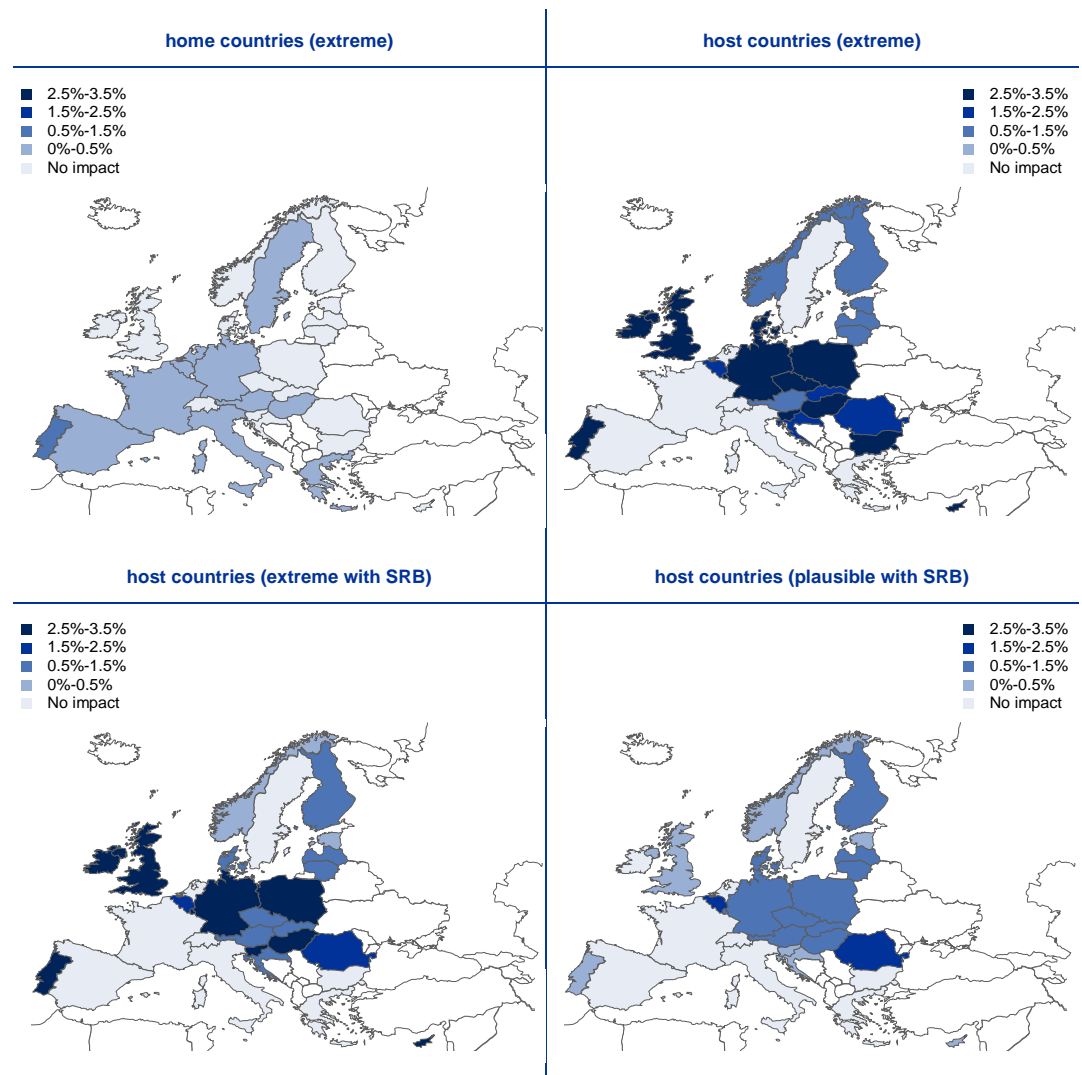 home countries (extreme)
2.5%-3.5%
1.5%-2.5%
0.5%-1.5%
0%-0.5%
No impact
host countries (extreme)
2.5%-3.5%
1.5%-2.5%
0.5%-1.5%
0%-0.5%
No impact
host countries (extreme with SRB)
2.5%-3.5%
1.5%-2.5%
0.5%-1.5%
0%-0.5%
No impact
host countries (plausible with SRB)
2.5%-3.5%
1.5%-2.5%
0.5%-1.5%
0%-0.5%
No impact